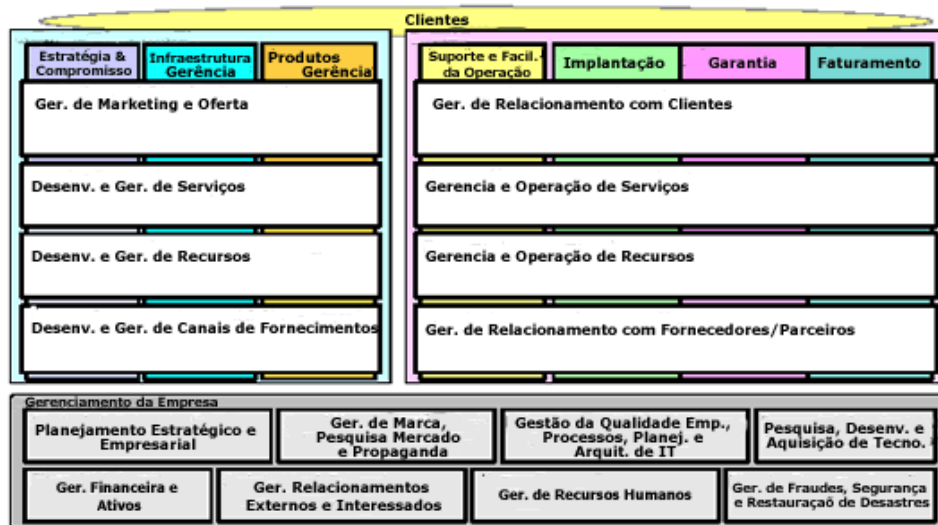 Clientes
Estratégia &
Compromisso
Infraestrutura
Gerência
Produtos
Gerência
Suporte e Facil.
da Operação
Implantação
Garantia
Faturamento
Ger. de Marketing e Oferta
Ger. de Relacionamento com Clientes
Desenv. e Ger. de Serviços
Gerencia e Operação de Serviços
Desenv. e Ger. de Recursos
Gerencia e Operação de Recursos
Desenv. e Ger. de Canais de Fornecimentos
Ger. de Relacionamento com Fornecedores/Parceiros
Gerenciamento da Empresa
Planejamento Estratégico e
Empresarial
Ger. de Marca,
Pesquisa Mercado
e Propaganda
Gestão da Qualidade Emp.,
Processos, Planej. e
Arquit. de IT
Pesquisa, Desenv. e
Aquisição de Tecno.
Ger. Financeira e
Ativos
Ger. Relacionamentos
Externos e Interessados
Ger. de Recursos Humanos
Ger. de Fraudes, Segurança
e Restauração de Desastres